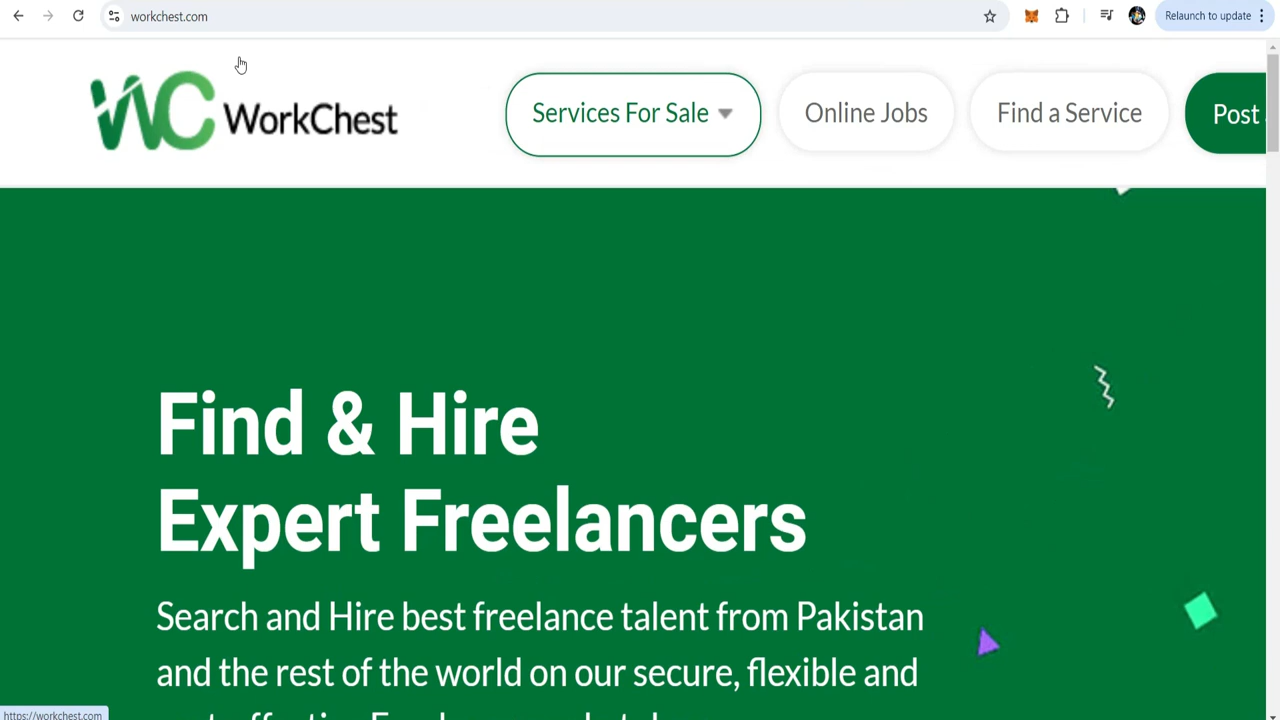 workchest.com
Relaunch to update
WC WorkChest
Services For Sale
Online Jobs
Find a Service
Post
Find & Hire
Expert Freelancers
Search and Hire best freelance talent from Pakistan
and the rest of the world on our secure, flexible and
https://workchest.com